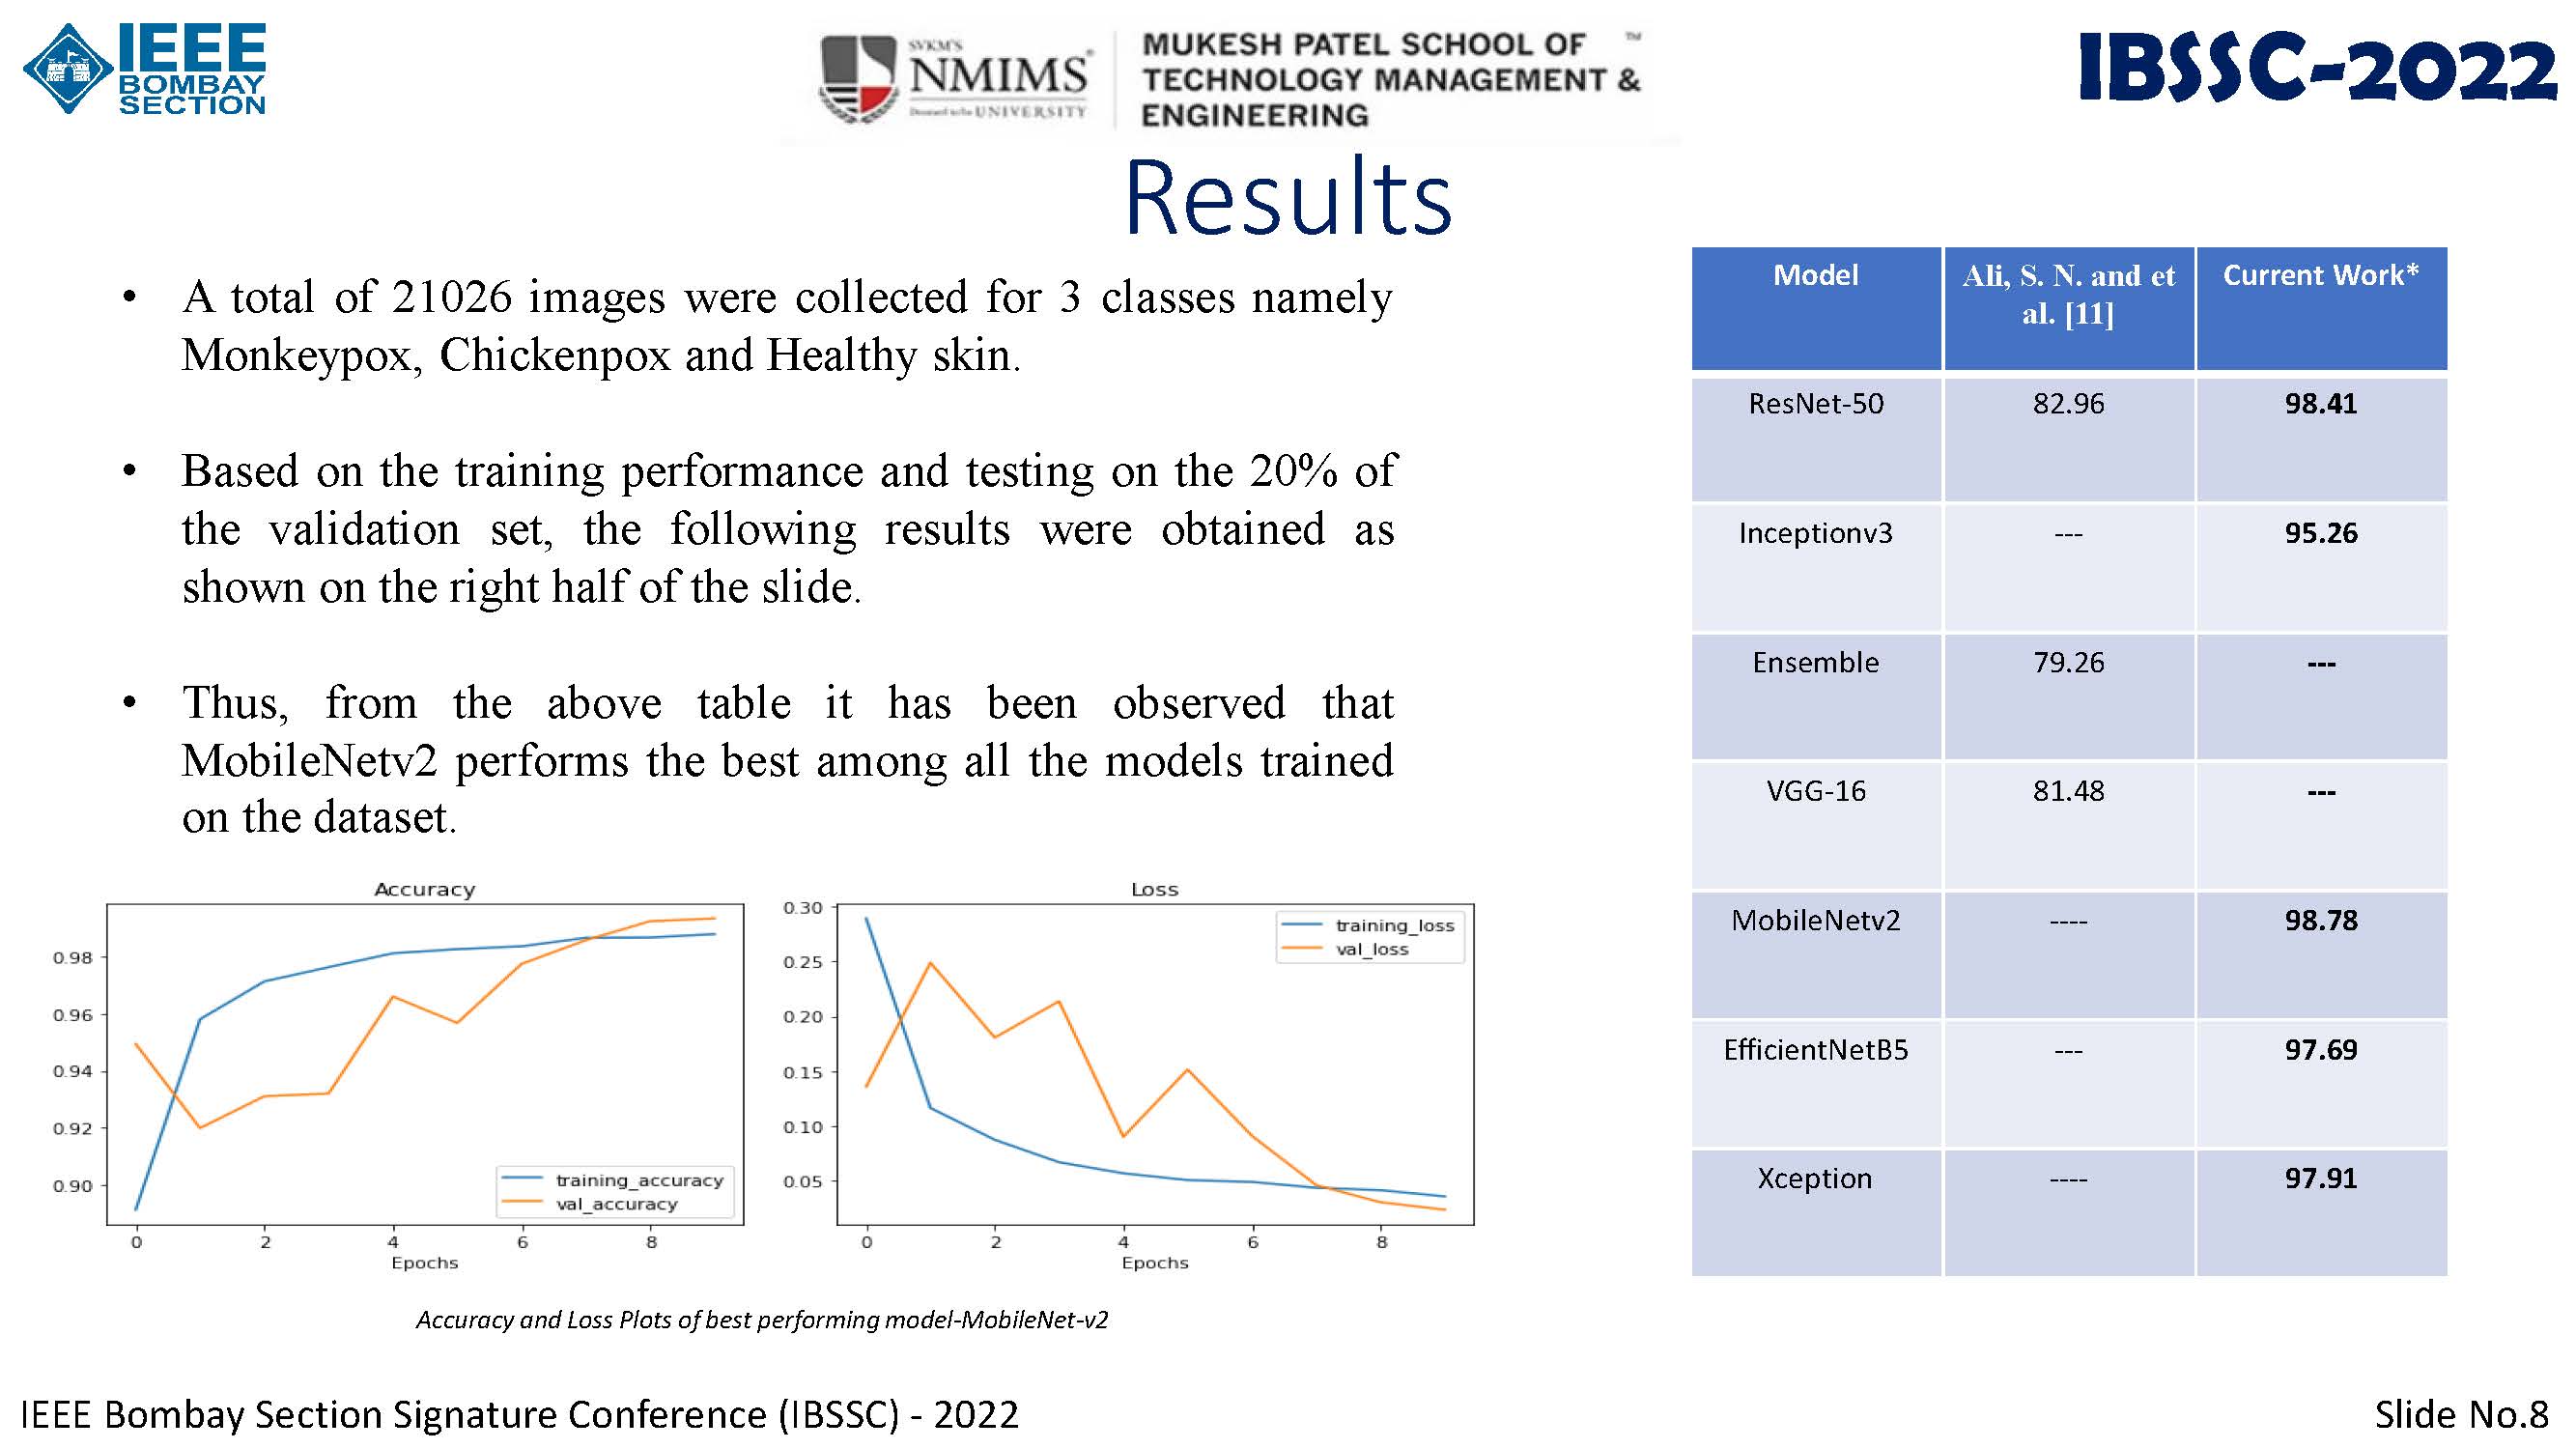 IEEE
BOMBAY
SECTION
SVKM'S
NMIMS®
Deemed to be UNIVERSITY
MUKESH PATEL SCHOOL OF ™
TECHNOLOGY MANAGEMENT &
ENGINEERING
IBSSC-2022
Results
• A total of 21026 images were collected for 3 classes namely
Monkeypox, Chickenpox and Healthy skin.
• Based on the training performance and testing on the 20% of
the validation set, the following results were obtained as
shown on the right half of the slide.
• Thus, from the above table it has been observed that
MobileNetv2 performs the best among all the models trained
on the dataset.
Model Ali, S. N. and et Current Work*
al. [11]
ResNet-50 82.96 98.41
Inceptionv3 --- 95.26
Ensemble 79.26 ---
VGG-16 81.48 ---
MobileNetv2 ---- 98.78
EfficientNetB5 --- 97.69
Xception ---- 97.91
Accuracy
0.98
0.96
0.94
0.92
0.90
training_accuracy
val_accuracy
0 2 4 6 8
Epochs
Loss
0.30
0.25
0.20
0.15
0.10
0.05
training_loss
val_loss
0 2 4 6 8
Epochs
Accuracy and Loss Plots of best performing model-MobileNet-v2
IEEE Bombay Section Signature Conference (IBSSC) - 2022
Slide No.8